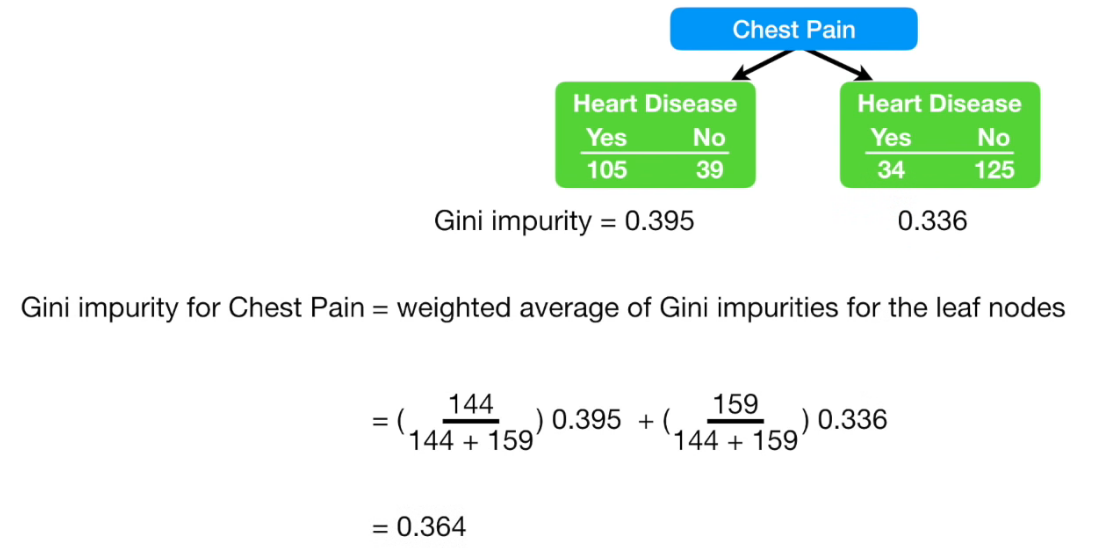 Chest Pain
Heart Disease Heart Disease
Yes No Yes No
105 39 34 125
Gini impurity = 0.395 0.336
Gini impurity for Chest Pain = weighted average of Gini impurities for the leaf nodes
= ( 144 / 144 + 159 ) 0.395 + ( 159 / 144 + 159 ) 0.336
= 0.364